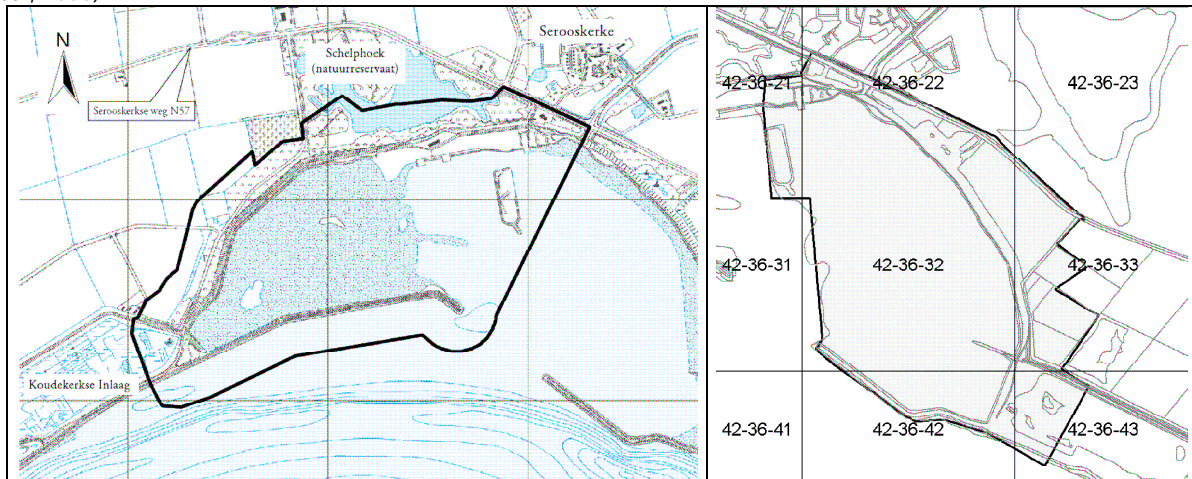 N
Schelphoek
(natuurreservaat)
Serooskerke
Serooskerkse weg N57
Koudekerkse Inlaag
42-36-21
42-36-22
42-36-23
42-36-31
42-36-32
42-36-33
42-36-41
42-36-42
42-36-43